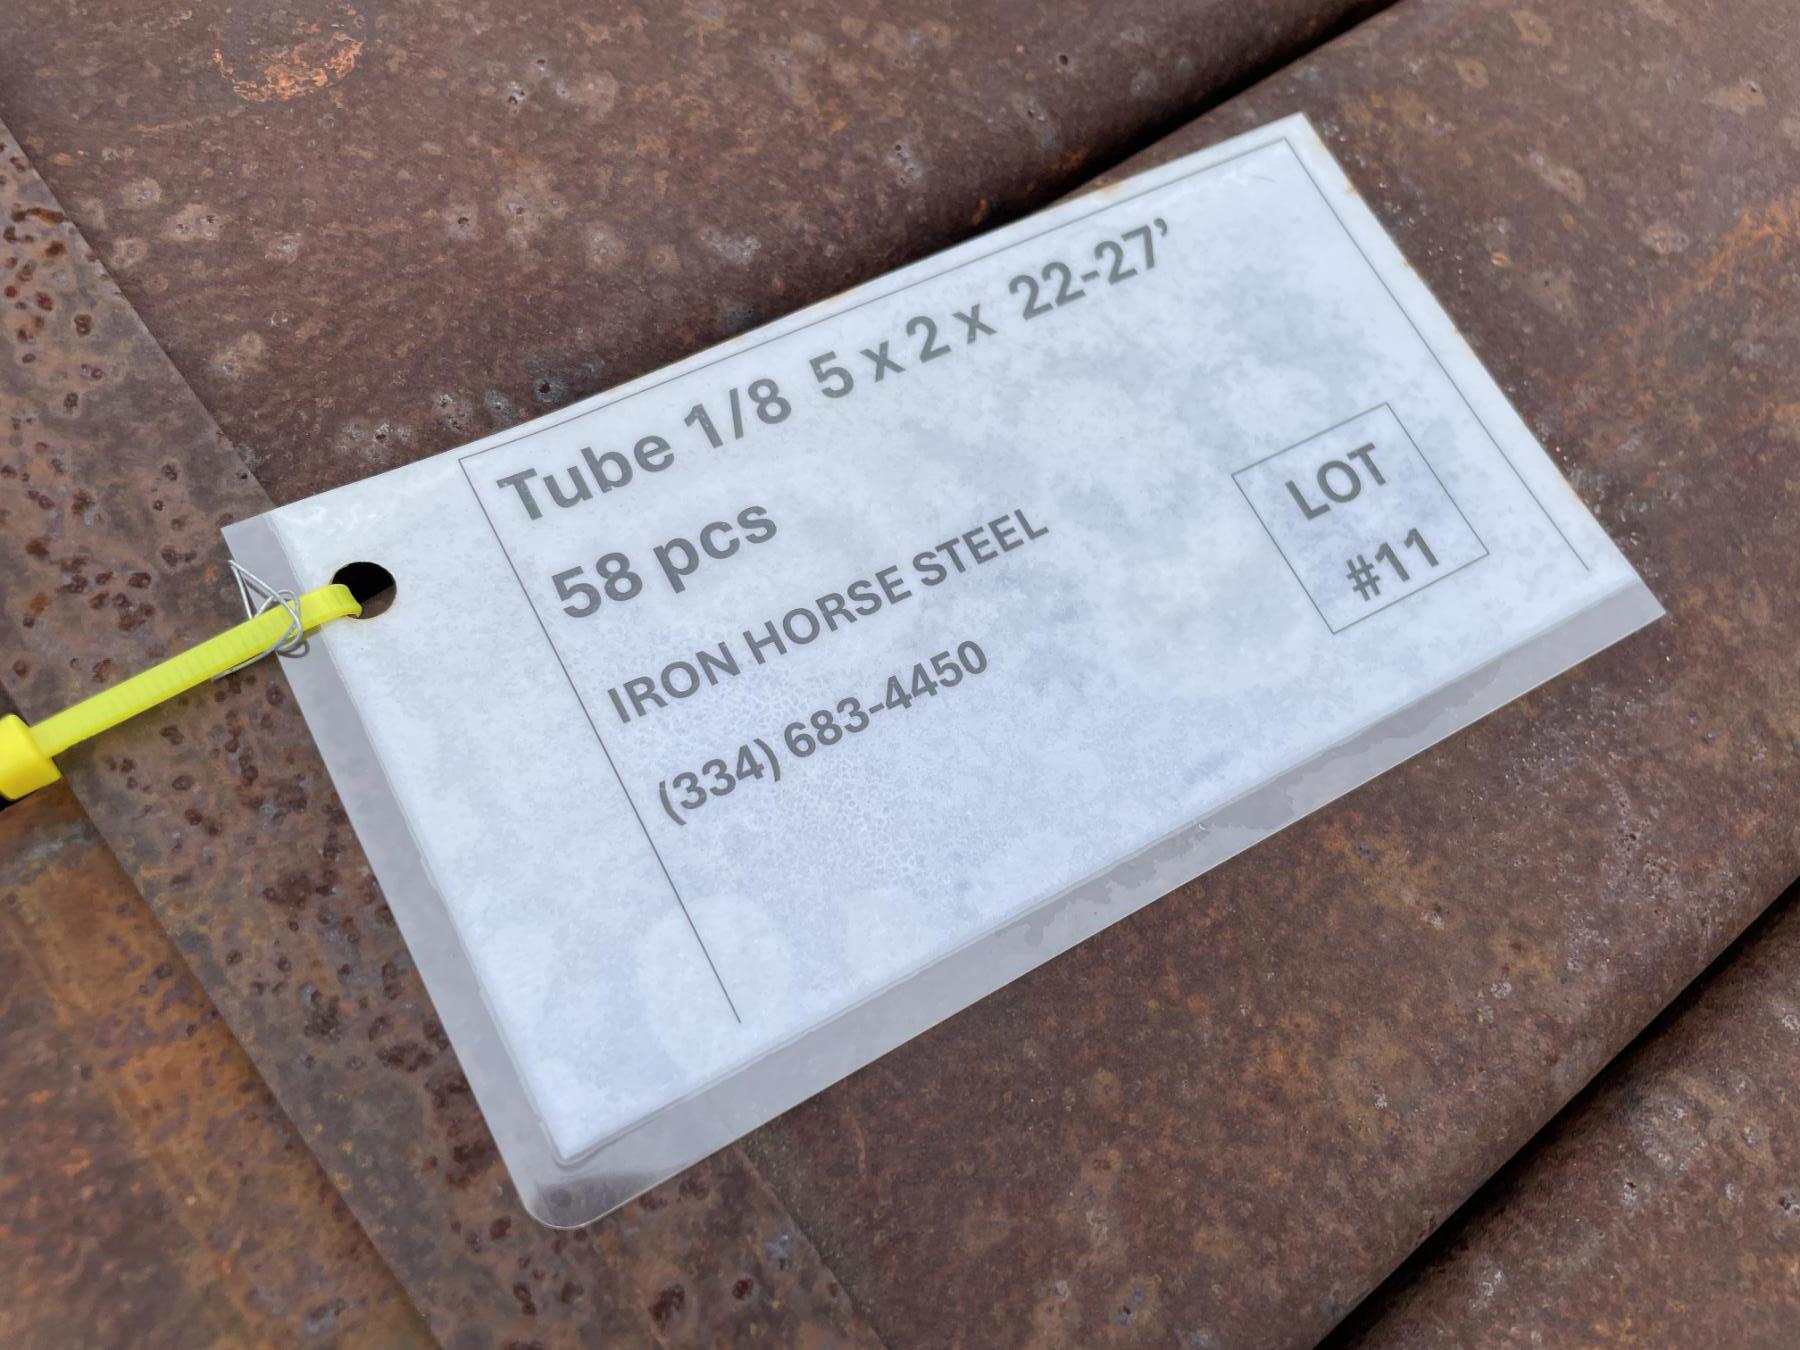 Tube 1/8 5 x 2 x 22-27’
58 pcs
IRON HORSE STEEL
(334) 683-4450
LOT
#11